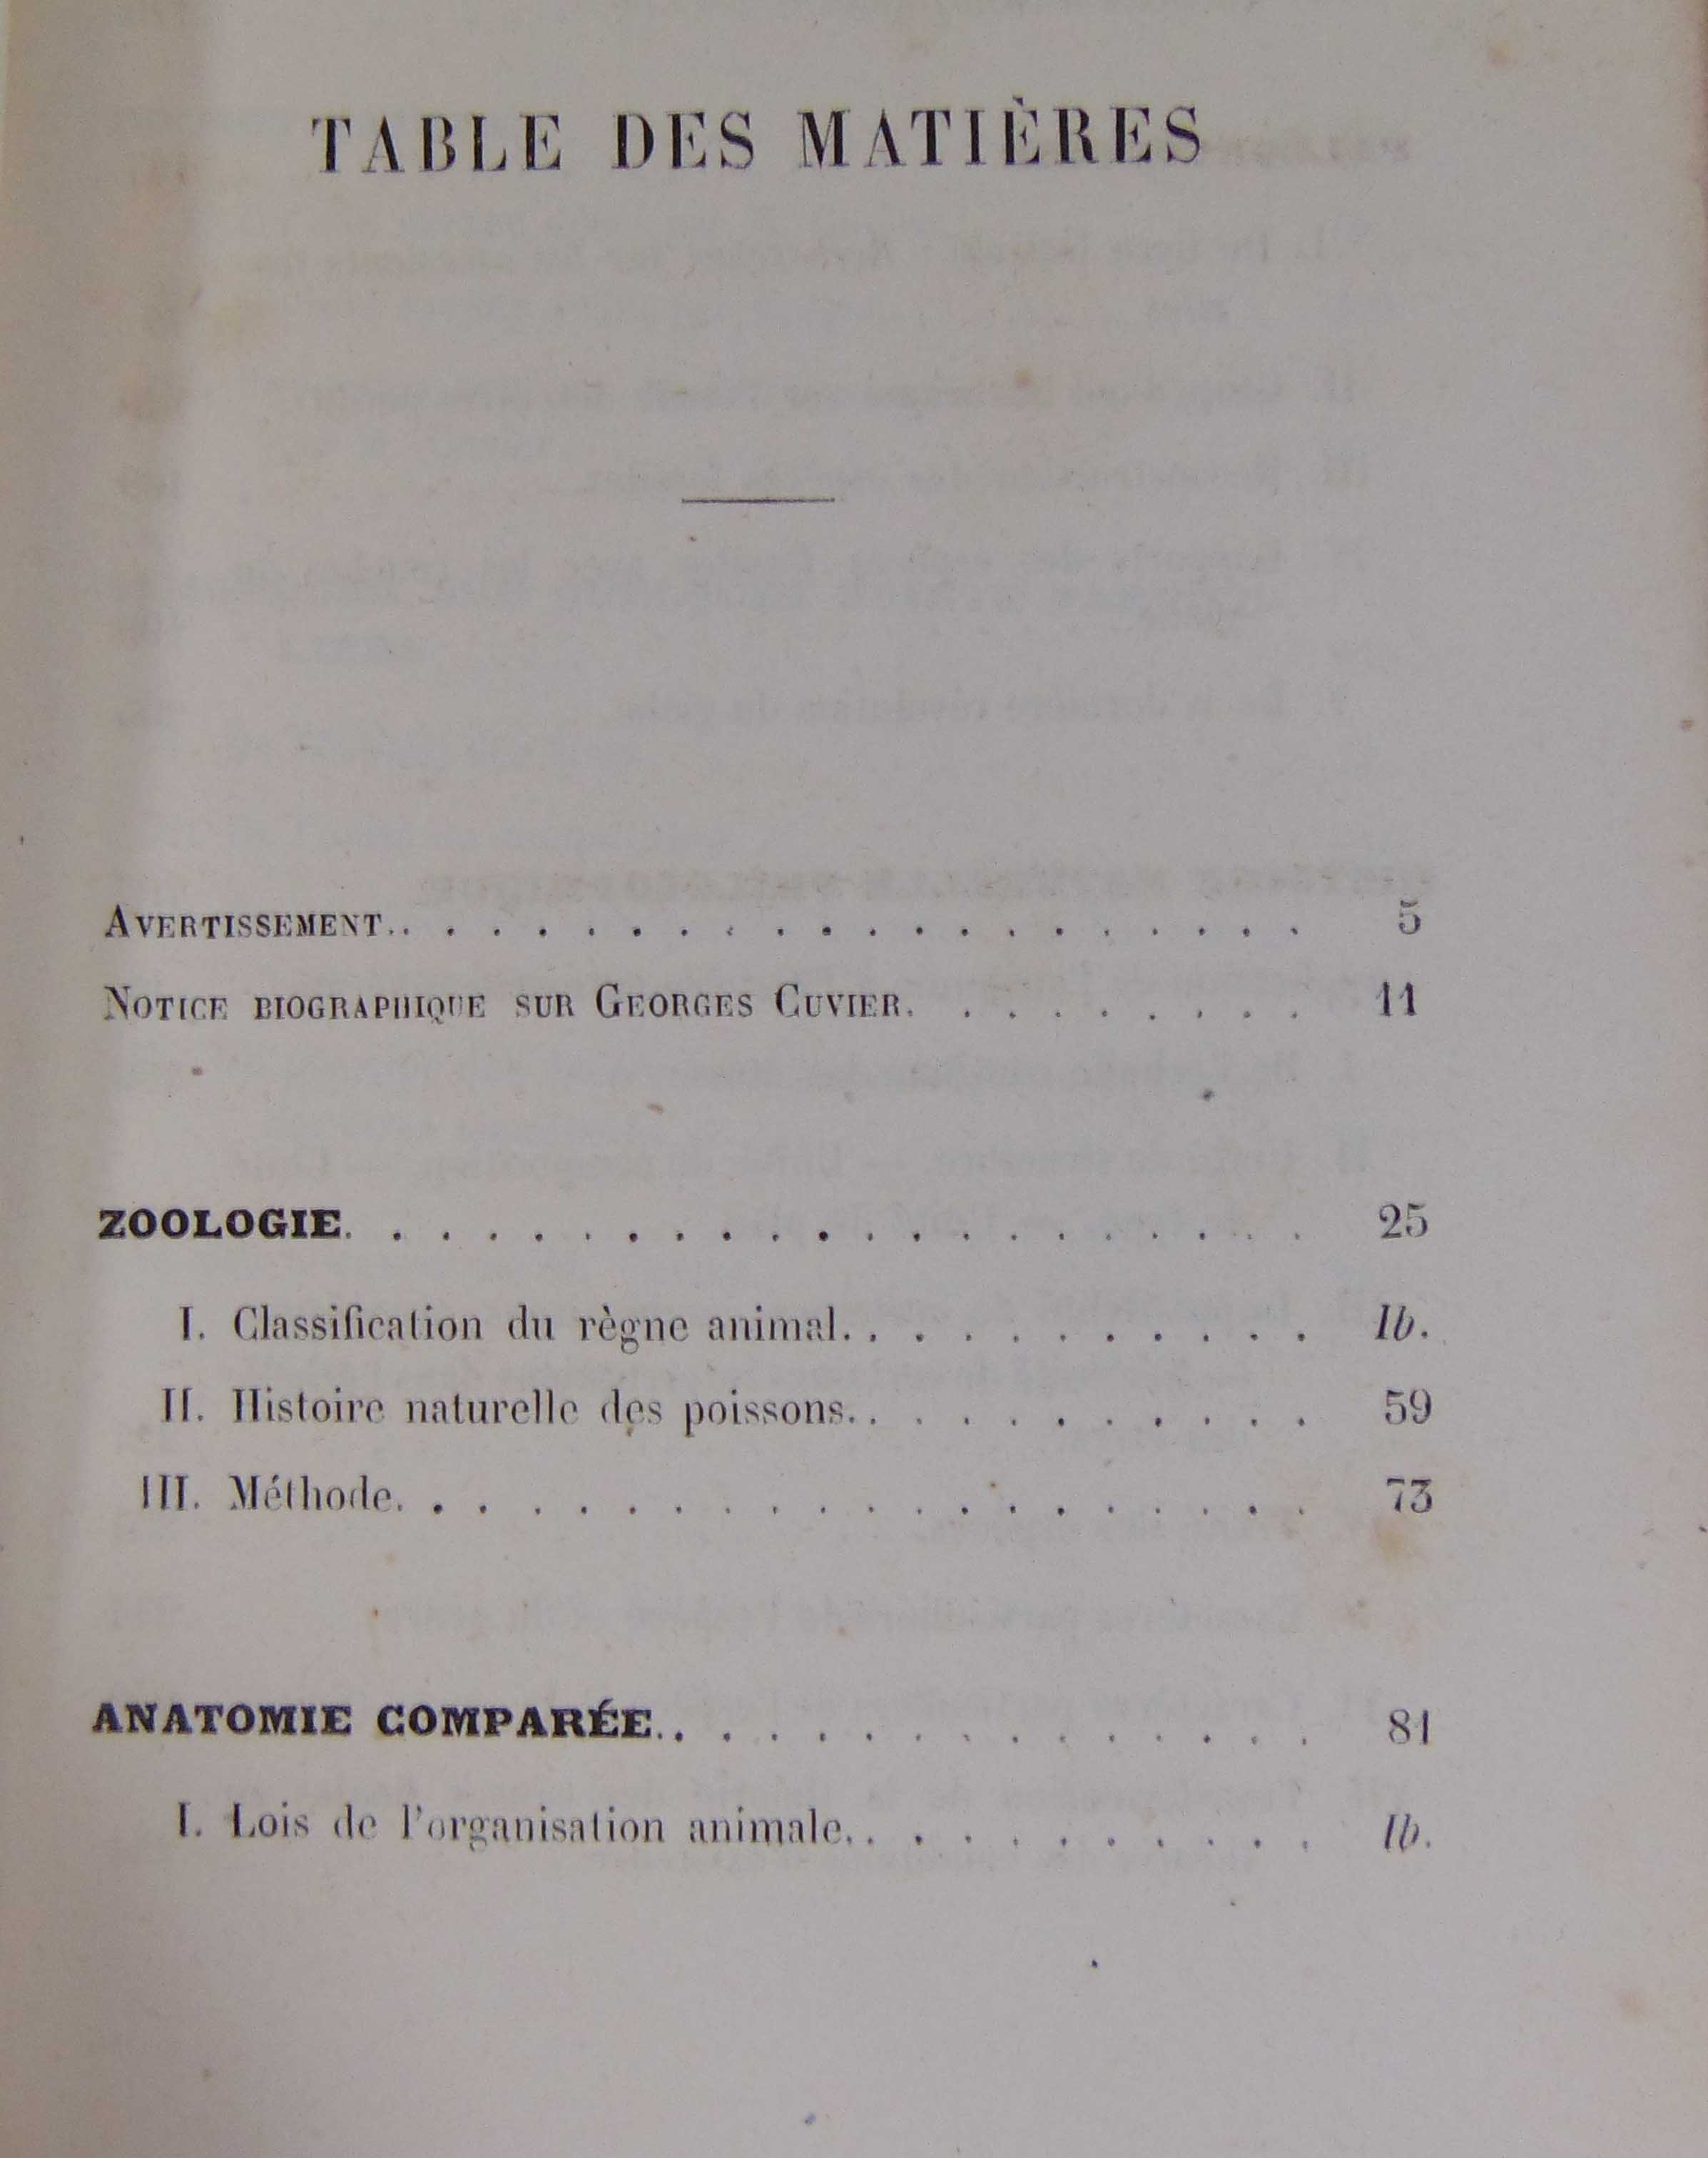 TABLE DES MATIÈRES
AVERTISSEMENT. . . . . . . . . . . . . . . . . . . . . 5
NOTICE BIOGRAPHIQUE SUR GEORGES CUVIER. . . . . . . . . 11
ZOOLOGIE. . . . . . . . . . . . . . . . . . . . . 25
I. Classification du règne animal. . . . . . . . . . . Ib.
II. Histoire naturelle des poissons. . . . . . . . . . . 59
III. Méthode. . . . . . . . . . . . . . . . . . . . 73
ANATOMIE COMPARÉE. . . . . . . . . . . . . . . 81
I. Lois de l'organisation animale. . . . . . . . . . . Ib.